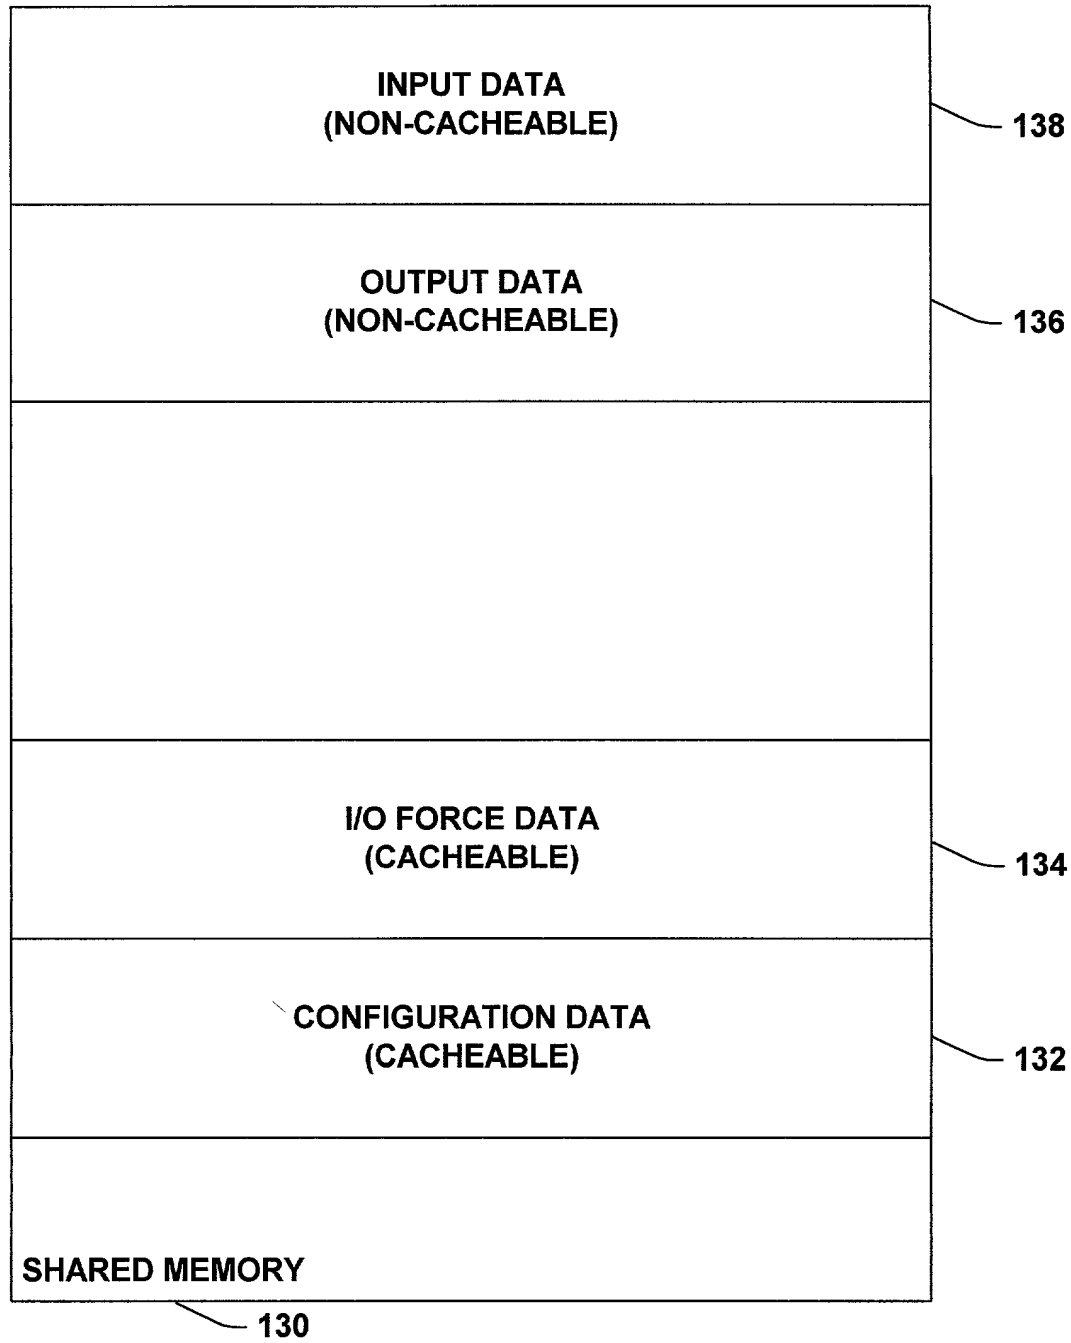 INPUT DATA
(NON-CACHEABLE)
138
OUTPUT DATA
(NON-CACHEABLE)
136
I/O FORCE DATA
(CACHEABLE)
134
CONFIGURATION DATA
(CACHEABLE)
132
SHARED MEMORY
130